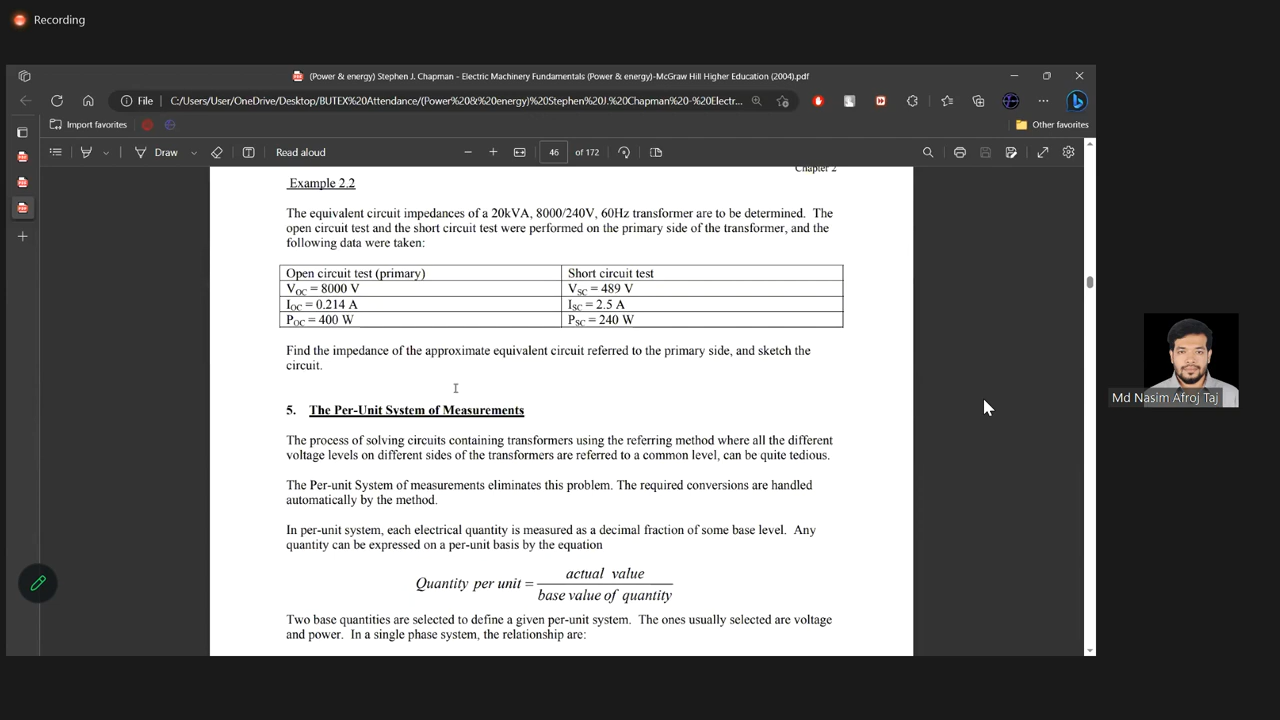 Recording
(Power & energy) Stephen J. Chapman - Electric Machinery Fundamentals (Power & energy)-McGraw Hill Higher Education (2004).pdf
File C:/Users/User/OneDrive/Desktop/BUTEX%20Attendance/(Power%20&%20energy)%20Stephen%20J.%20Chapman%20-%20Electr...
Import favorites
Other favorites
Draw
Read aloud
46 of 172
Chapter 2
Example 2.2
The equivalent circuit impedances of a 20kVA, 8000/240V, 60Hz transformer are to be determined. The
open circuit test and the short circuit test were performed on the primary side of the transformer, and the
following data were taken:
Open circuit test (primary) Short circuit test
VOC = 8000 V VSC = 489 V
IOC = 0.214 A ISC = 2.5 A
POC = 400 W PSC = 240 W
Find the impedance of the approximate equivalent circuit referred to the primary side, and sketch the
circuit.
5. The Per-Unit System of Measurements
The process of solving circuits containing transformers using the referring method where all the different
voltage levels on different sides of the transformers are referred to a common level, can be quite tedious.
The Per-unit System of measurements eliminates this problem. The required conversions are handled
automatically by the method.
In per-unit system, each electrical quantity is measured as a decimal fraction of some base level. Any
quantity can be expressed on a per-unit basis by the equation
Quantity per unit = actual value / base value of quantity
Two base quantities are selected to define a given per-unit system. The ones usually selected are voltage
and power. In a single phase system, the relationship are:
Md Nasim Afroj Taj